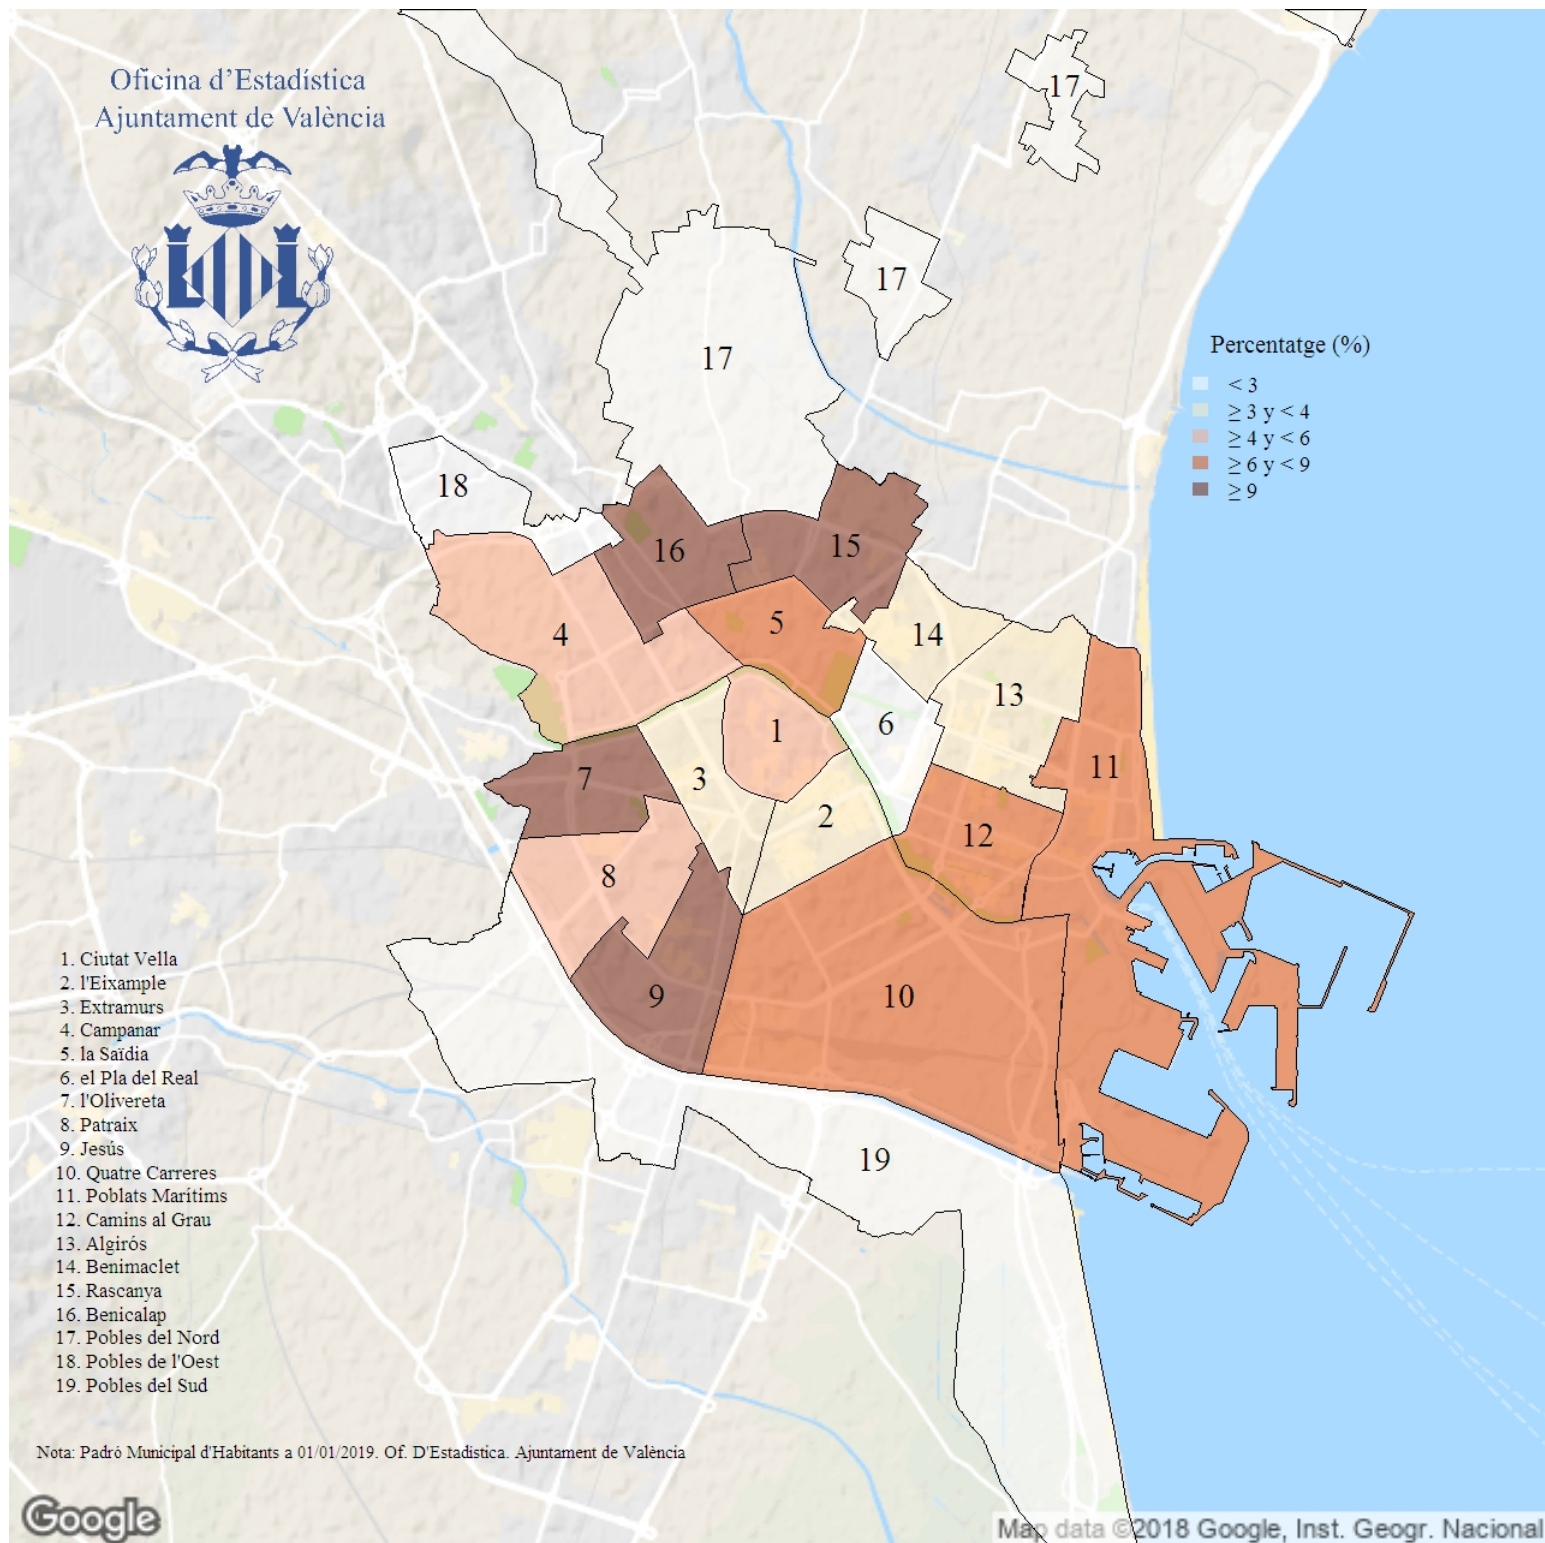 Oficina d'Estadística
Ajuntament de València
17
17
17
18
16
15
5
4
14
13
6
1
11
7
3
2
12
8
9
10
19
Percentatge (%)
< 3
≥ 3 y < 4
≥ 4 y < 6
≥ 6 y < 9
≥ 9
1. Ciutat Vella
2. l'Eixample
3. Extramurs
4. Campanar
5. la Saïdia
6. el Pla del Real
7. l'Olivereta
8. Patraix
9. Jesús
10. Quatre Carreres
11. Poblats Marítims
12. Camins al Grau
13. Algirós
14. Benimaclet
15. Rascanya
16. Benicalap
17. Pobles del Nord
18. Pobles de l'Oest
19. Pobles del Sud
Nota: Padró Municipal d'Habitants a 01/01/2019. Of. D'Estadística. Ajuntament de València
Google
Map data ©2018 Google, Inst. Geogr. Nacional